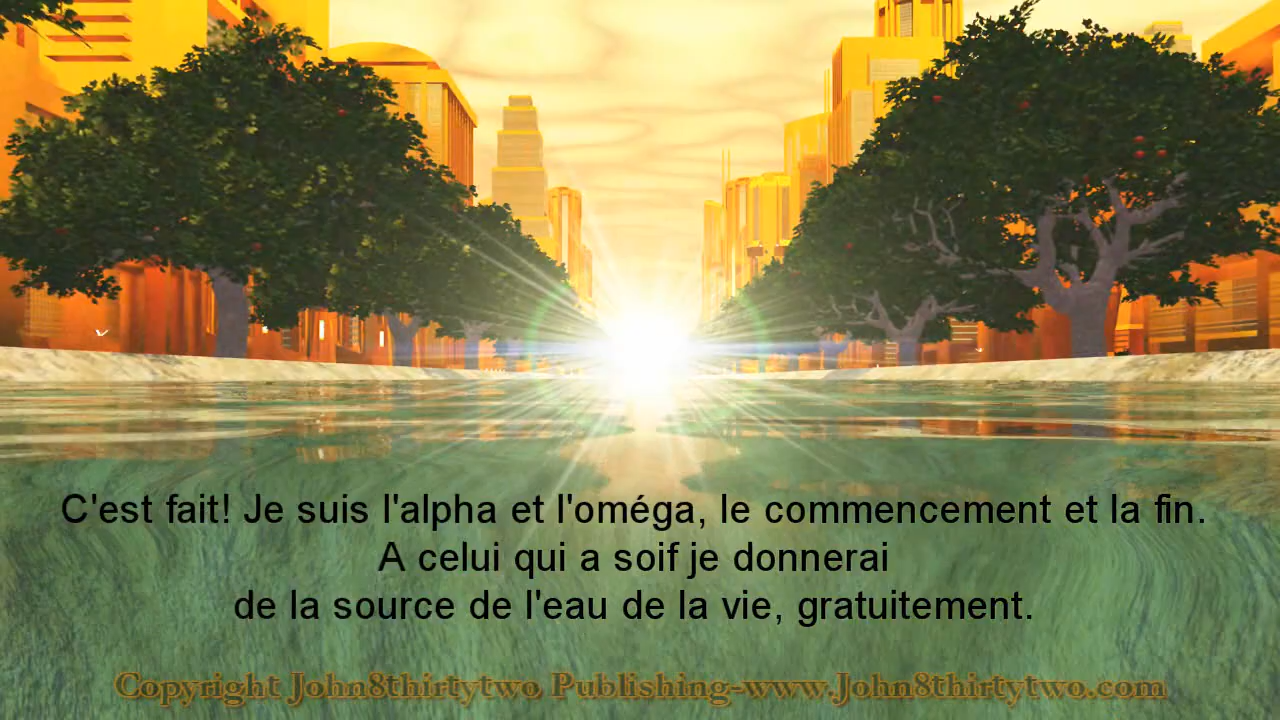 C'est fait! Je suis l'alpha et l'oméga, le commencement et la fin.
A celui qui a soif je donnerai
de la source de l'eau de la vie, gratuitement.
Copyright John8thirtytwo Publishing-www.John8thirtytwo.com